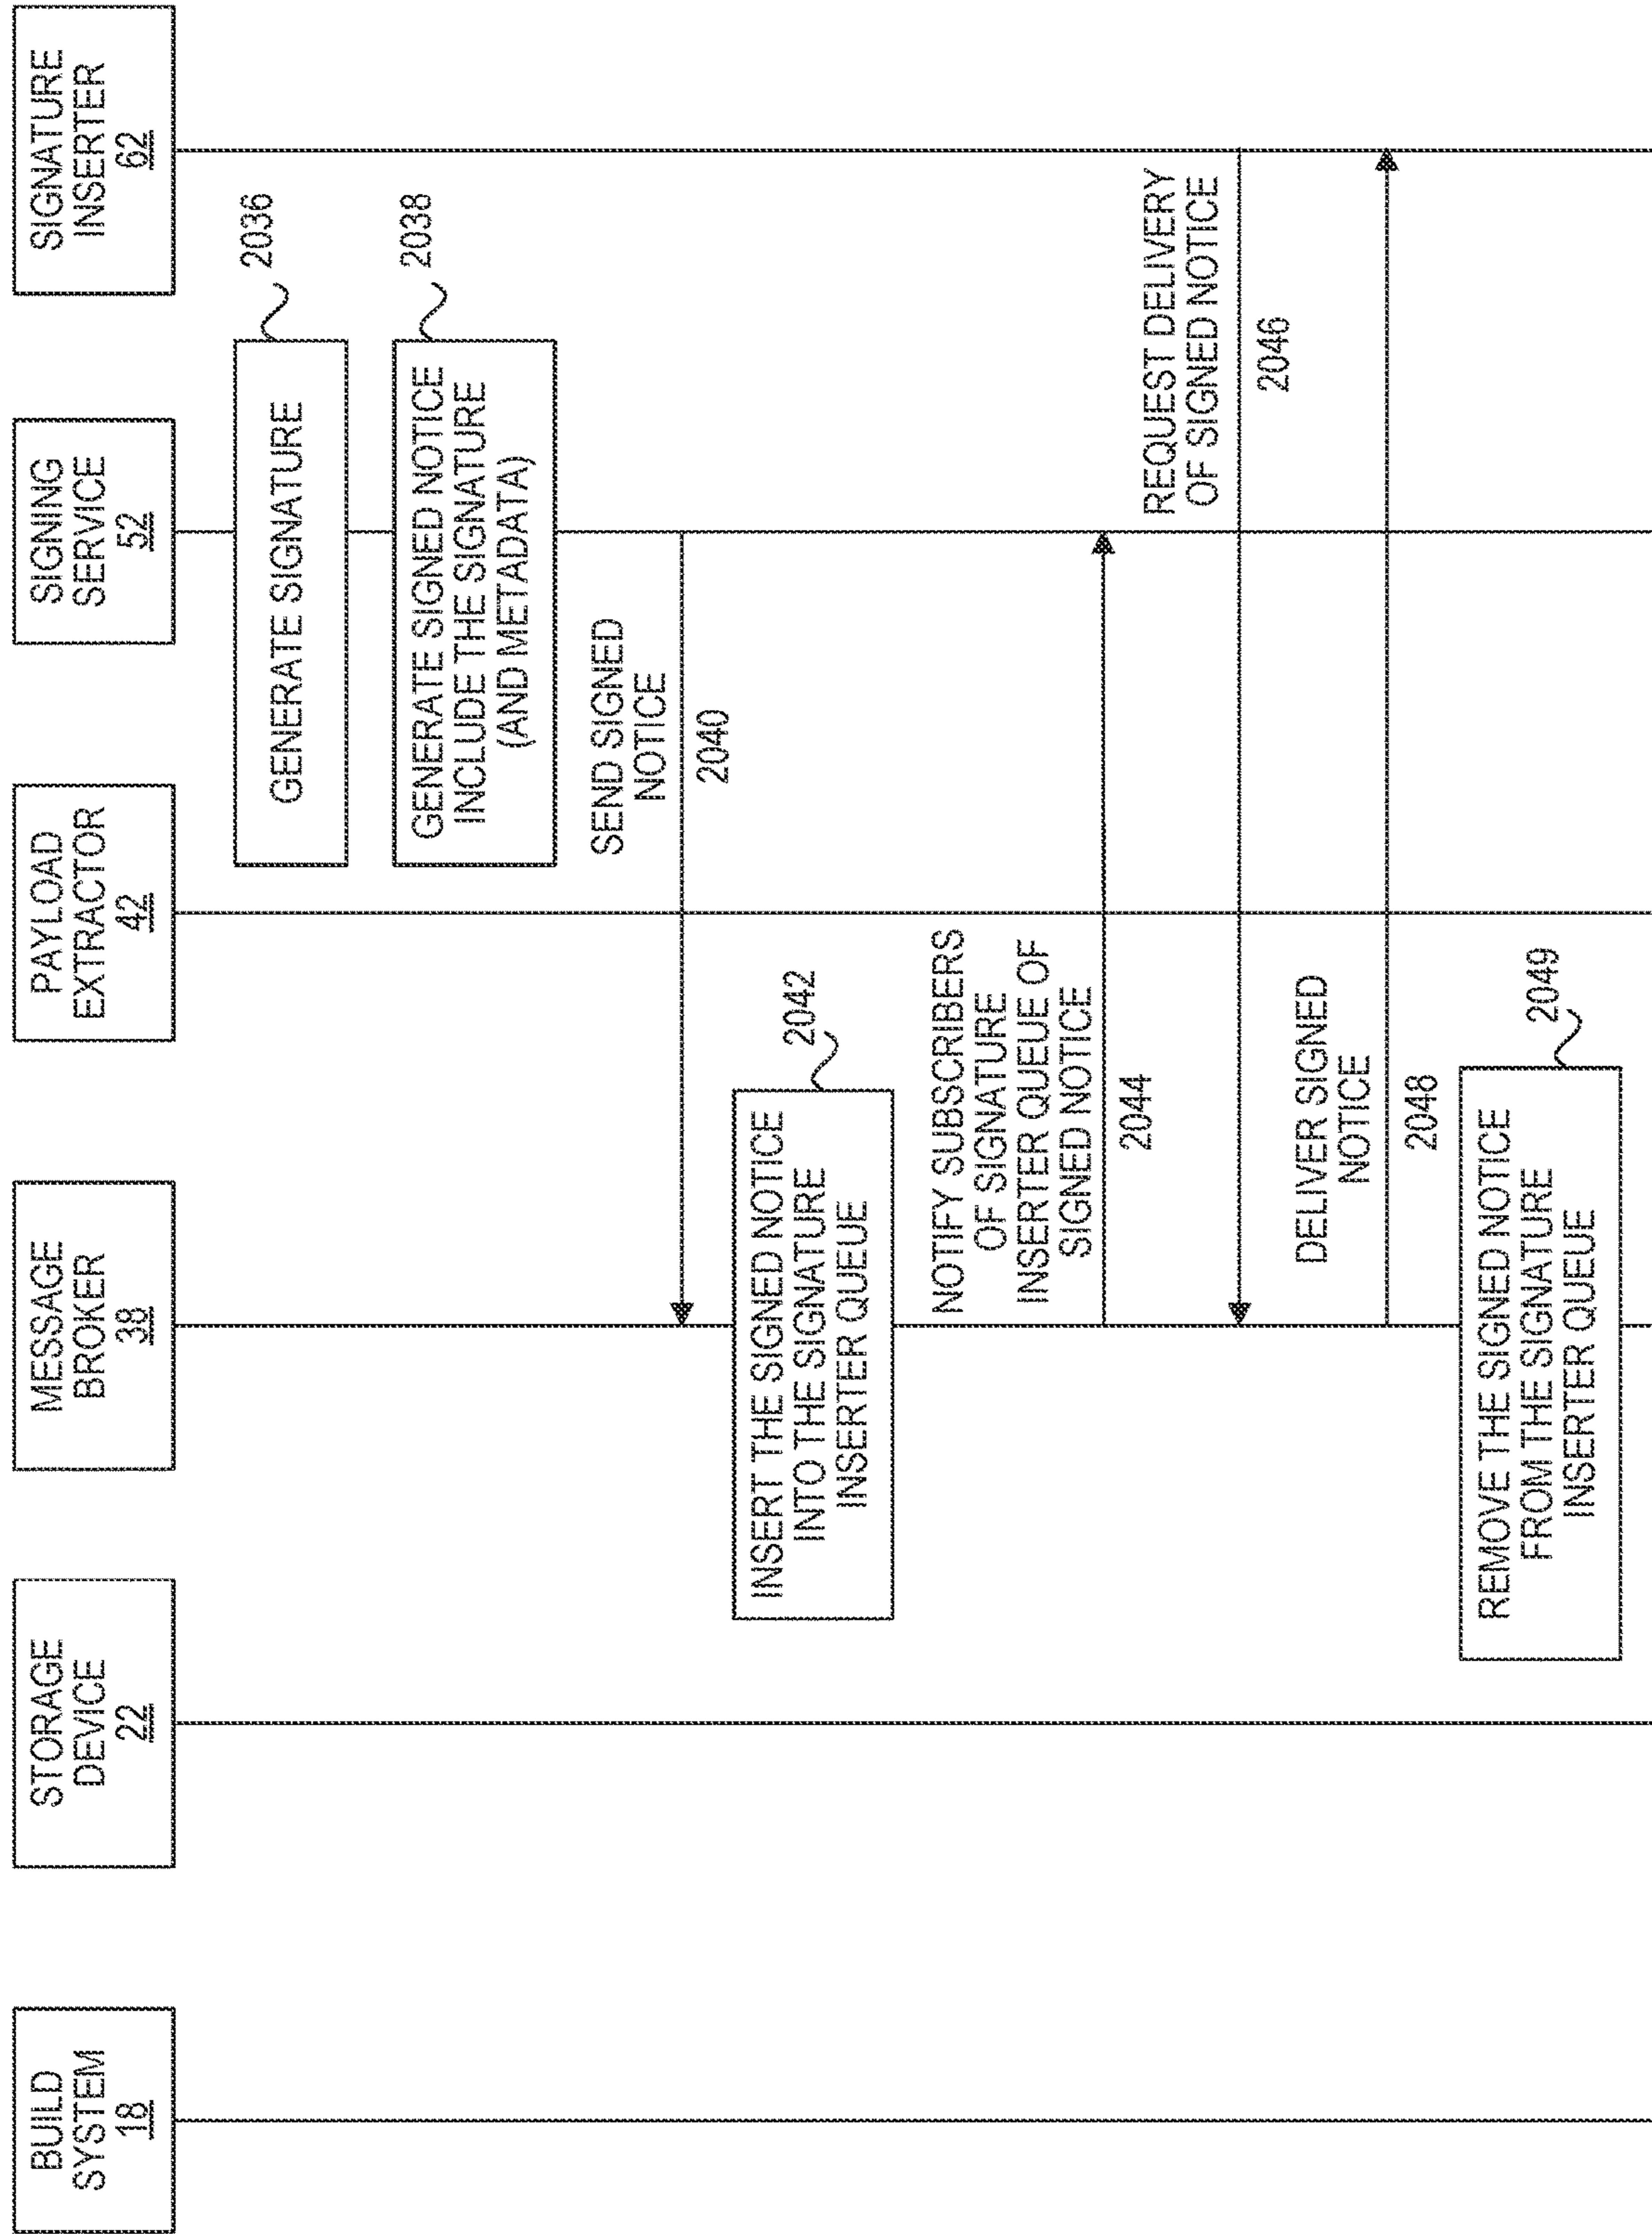 BUILD
SYSTEM
18
STORAGE
DEVICE
22
MESSAGE
BROKER
38
PAYLOAD
EXTRACTOR
42
SIGNING
SERVICE
52
SIGNATURE
INSERTER
62
GENERATE SIGNATURE
2036
GENERATE SIGNED NOTICE
INCLUDE THE SIGNATURE
(AND METADATA)
2038
SEND SIGNED
NOTICE
2040
INSERT THE SIGNED NOTICE
INTO THE SIGNATURE
INSERTER QUEUE
2042
NOTIFY SUBSCRIBERS
OF SIGNATURE
INSERTER QUEUE OF
SIGNED NOTICE
2044
REQUEST DELIVERY
OF SIGNED NOTICE
2046
DELIVER SIGNED
NOTICE
2048
REMOVE THE SIGNED NOTICE
FROM THE SIGNATURE
INSERTER QUEUE
2049